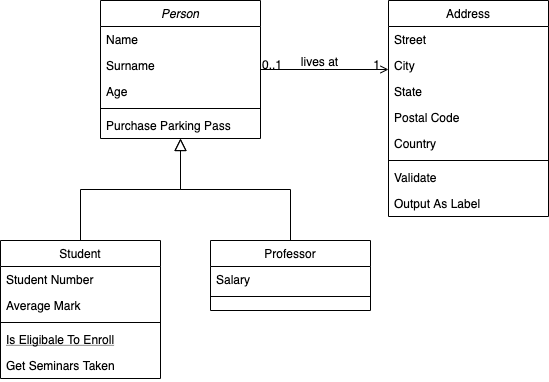 Person
Name
Surname
Age
Purchase Parking Pass
0..1
lives at
1
Address
Street
City
State
Postal Code
Country
Validate
Output As Label
Student
Student Number
Average Mark
Is Eligibale To Enroll
Get Seminars Taken
Professor
Salary